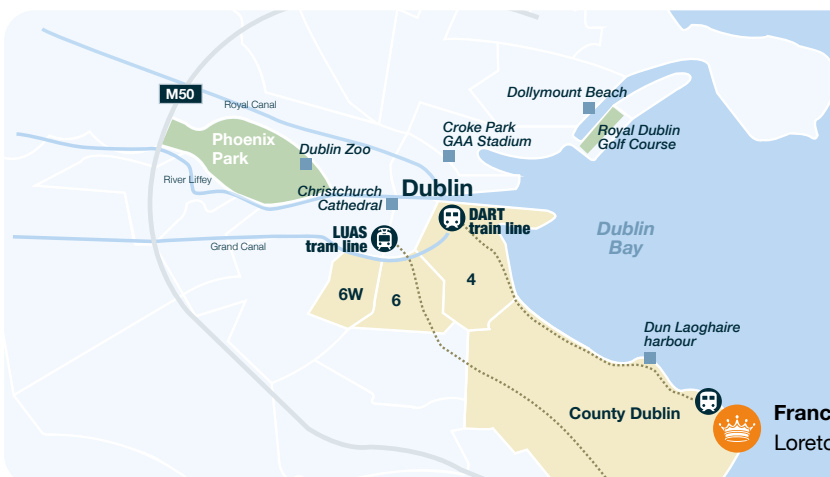 Dollymount Beach
M50
Royal Canal
Croke Park
GAA Stadium
Royal Dublin
Golf Course
Phoenix
Park
Dublin Zoo
River Liffey
Christchurch
Cathedral
Dublin
DART
train line
LUAS
tram line
Grand Canal
Dublin
Bay
6W
6
4
Dun Laoghaire
harbour
County Dublin
Franc
Loreto